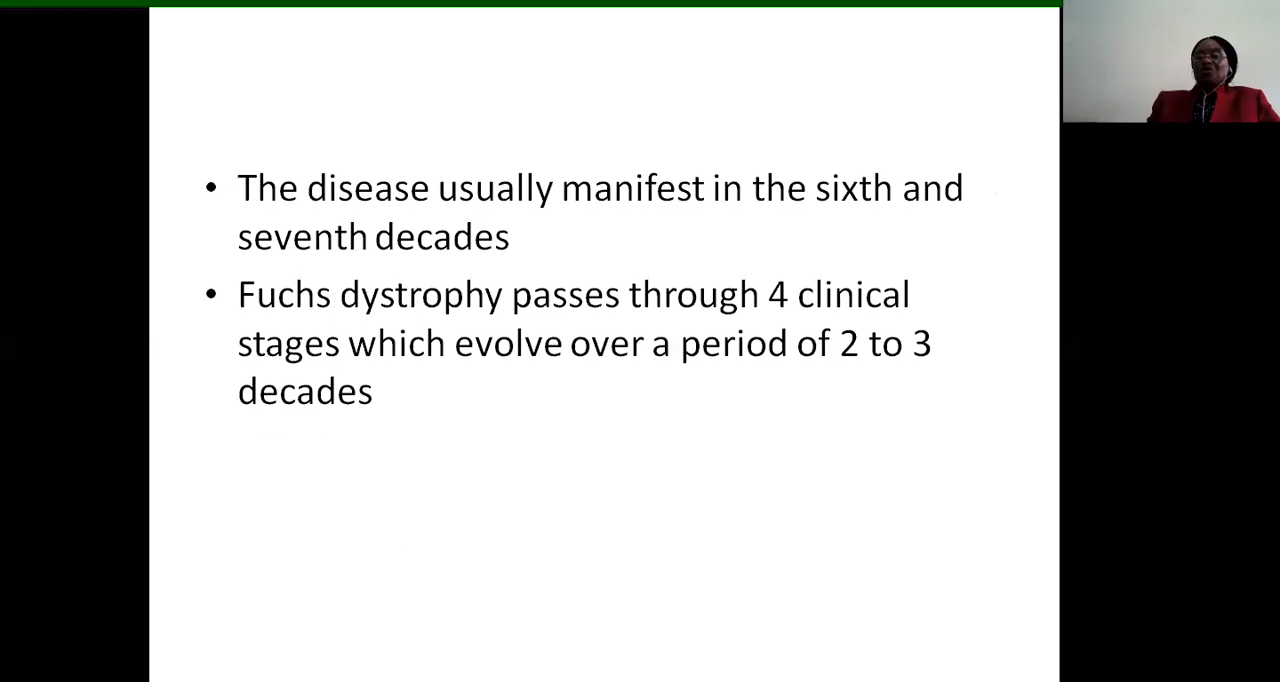 • The disease usually manifest in the sixth and
seventh decades
• Fuchs dystrophy passes through 4 clinical
stages which evolve over a period of 2 to 3
decades